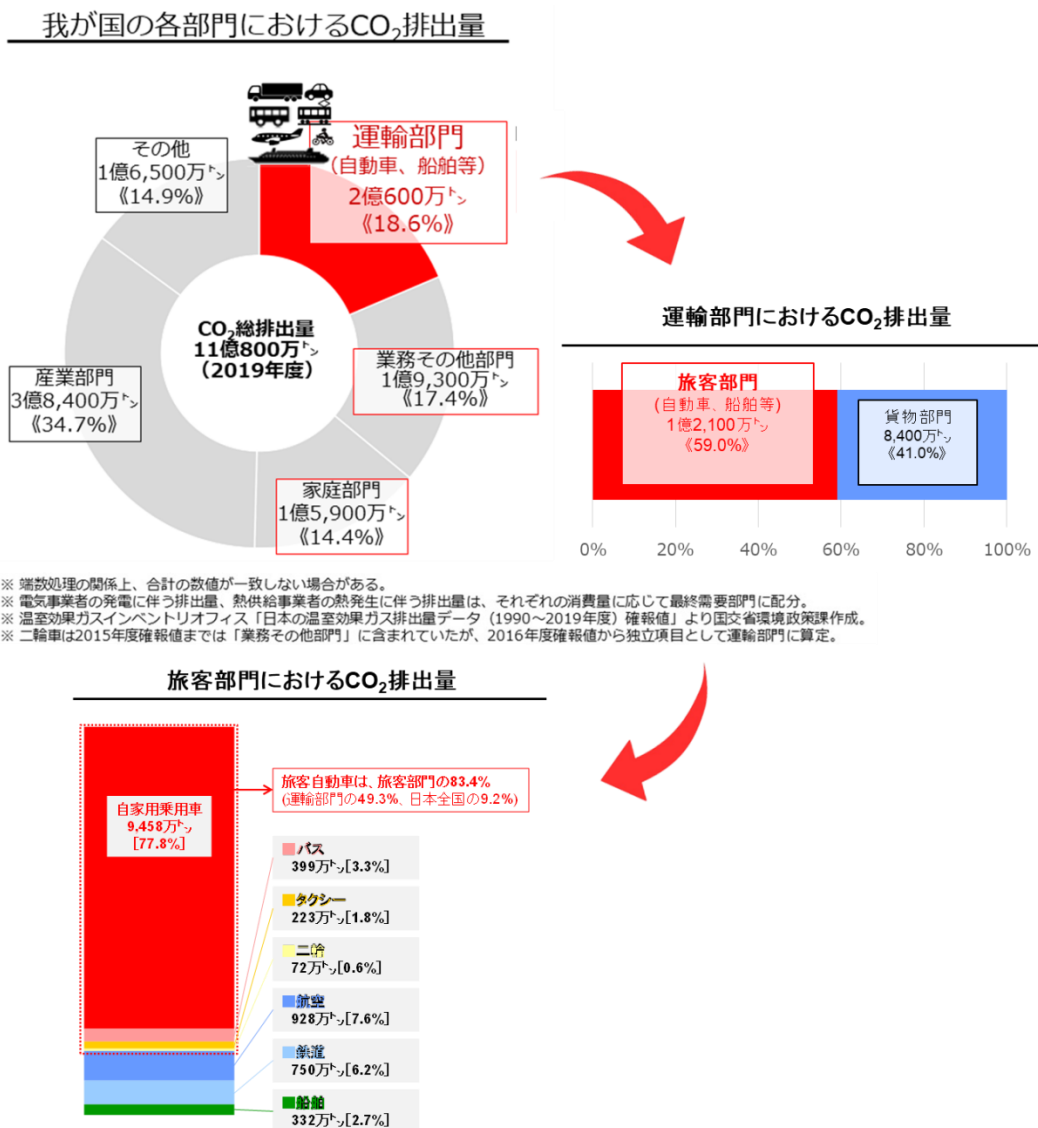 我が国の各部門におけるCO₂排出量
運輸部門
(自動車、船舶等)
2億600万㌧
《18.6%》
その他
1億6,500万㌧
《14.9%》
CO₂総排出量
11億800万㌧
(2019年度)
業務その他部門
1億9,300万㌧
《17.4%》
産業部門
3億8,400万㌧
《34.7%》
家庭部門
1億5,900万㌧
《14.4%》
運輸部門におけるCO₂排出量
旅客部門
(自動車、船舶等)
1億2,100万㌧
《59.0%》
貨物部門
8,400万㌧
《41.0%》
0% 20% 40% 60% 80% 100%
※ 端数処理の関係上、合計の数値が一致しない場合がある。
※ 電気事業者の発電に伴う排出量、熱供給事業者の熱発生に伴う排出量は、それぞれの消費量に応じて最終需要部門に配分。
※ 温室効果ガスインベントリオフィス「日本の温室効果ガス排出量データ(1990~2019年度)確報値」より国交省環境政策課作成。
※ 二輪車は2015年度確報値までは「業務その他部門」に含まれていたが、2016年度確報値から独立項目として運輸部門に算定。
旅客部門におけるCO₂排出量
自家用乗用車
9,458万㌧
[77.8%]
旅客自動車は、旅客部門の83.4%
(運輸部門の49.3%、日本全国の9.2%)
バス
399万㌧[3.3%]
タクシー
223万㌧[1.8%]
二輪
72万㌧[0.6%]
航空
928万㌧[7.6%]
鉄道
750万㌧[6.2%]
船舶
332万㌧[2.7%]